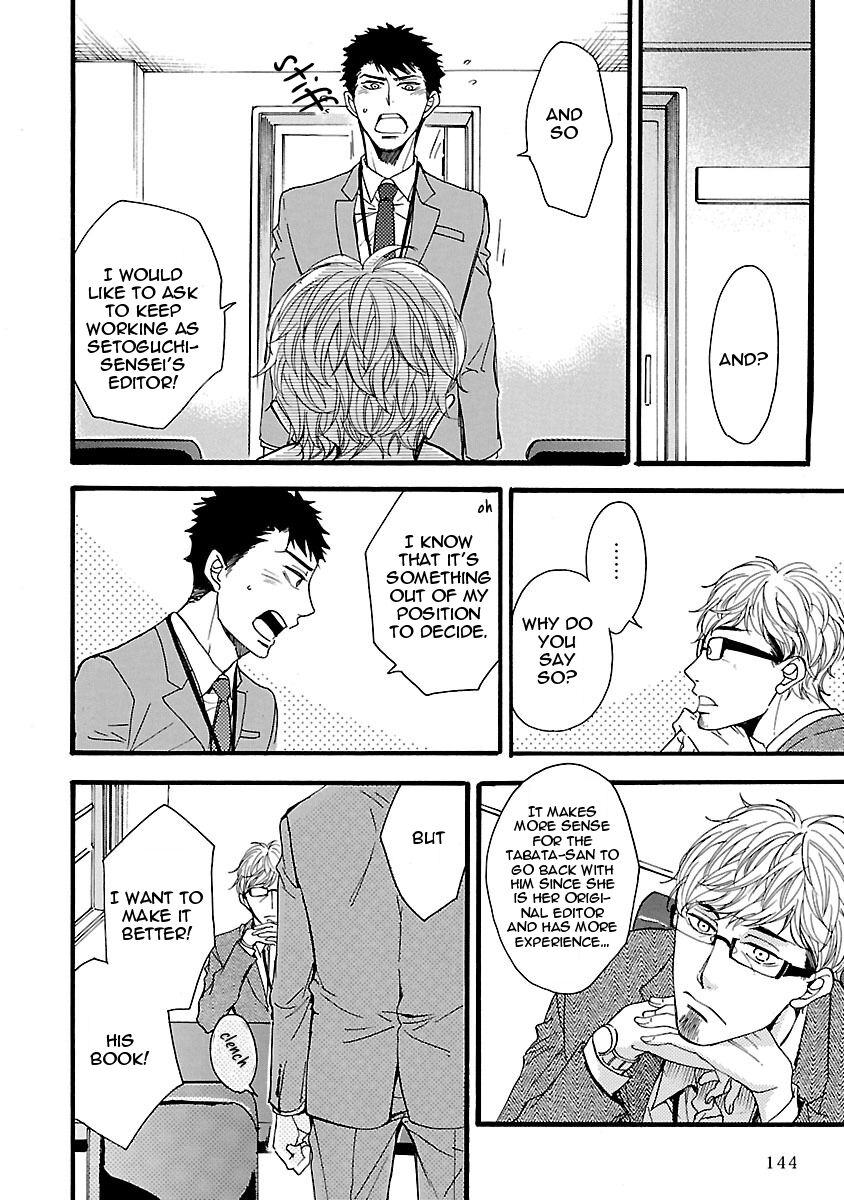 AND?
AND
SO
stiff
I WOULD
LIKE TO ASK
TO KEEP
WORKING AS
SETOGUCHI-
SENSEI'S
EDITOR!
......
WHY DO
YOU
SAY
SO?
oh
I KNOW
THAT IT'S
SOMETHING
OUT OF MY
POSITION
TO DECIDE.
IT MAKES
MORE SENSE
FOR THE
TABATA-SAN TO
GO BACK WITH
HIM SINCE SHE
IS HER ORIGI-
NAL EDITOR
AND HAS MORE
EXPERIENCE...
BUT
I WANT TO
MAKE IT
BETTER!
clench
HIS
BOOK!
144